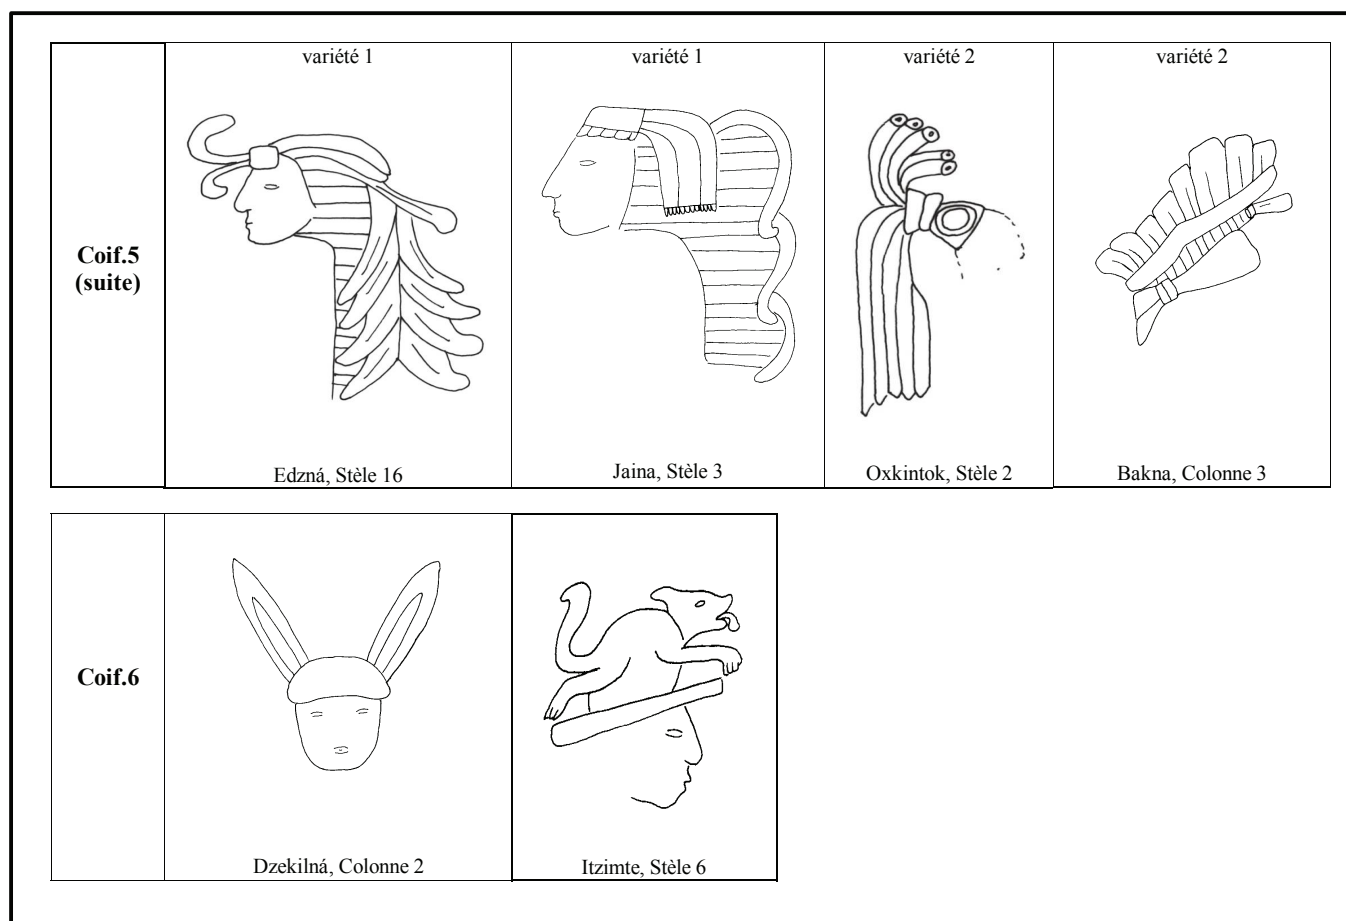 variété 1
variété 1
variété 2
variété 2
Coif.5
(suite)
Edzná, Stèle 16
Jaina, Stèle 3
Oxkintok, Stèle 2
Bakna, Colonne 3
Coif.6
Dzekilná, Colonne 2
Itzimte, Stèle 6